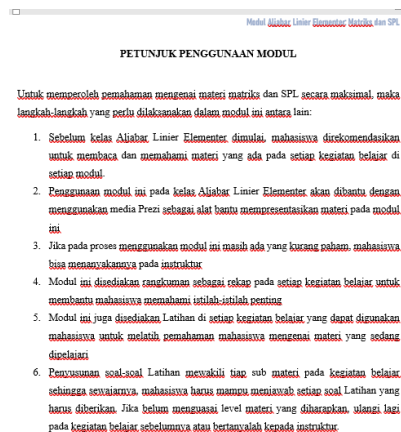 Modul Aljabar Linier Elementer Matriks dan SPL
PETUNJUK PENGGUNAAN MODUL
Untuk memperoleh pemahaman mengenai materi matriks dan SPL secara maksimal, maka
langkah-langkah yang perlu dilaksanakan dalam modul ini antara lain:
1. Sebelum kelas Aljabar Linier Elementer dimulai, mahasiswa direkomendasikan
untuk membaca dan memahami materi yang ada pada setiap kegiatan belajar di
setiap modul.
2. Penggunaan modul ini pada kelas Aljabar Linier Elementer akan dibantu dengan
menggunakan media Prezi sebagai alat bantu mempresentasikan materi pada modul
ini
3. Jika pada proses menggunakan modul ini masih ada yang kurang paham, mahasiswa
bisa menanyakannya pada instruktur
4. Modul ini disediakan rangkuman sebagai rekap pada setiap kegiatan belajar untuk
membantu mahasiswa memahami istilah-istilah penting
5. Modul ini juga disediakan Latihan di setiap kegiatan belajar yang dapat digunakan
mahasiswa untuk melatih pemahaman mahasiswa mengenai materi yang sedang
dipelajari
6. Penyusunan soal-soal Latihan mewakili tiap sub materi pada kegiatan belajar
sehingga sewajarnya, mahasiswa harus mampu menjawab setiap soal Latihan yang
harus diberikan. Jika belum menguasai level materi yang diharapkan, ulangi lagi
pada kegiatan belajar sebelumnya atau bertanyalah kepada instruktur.